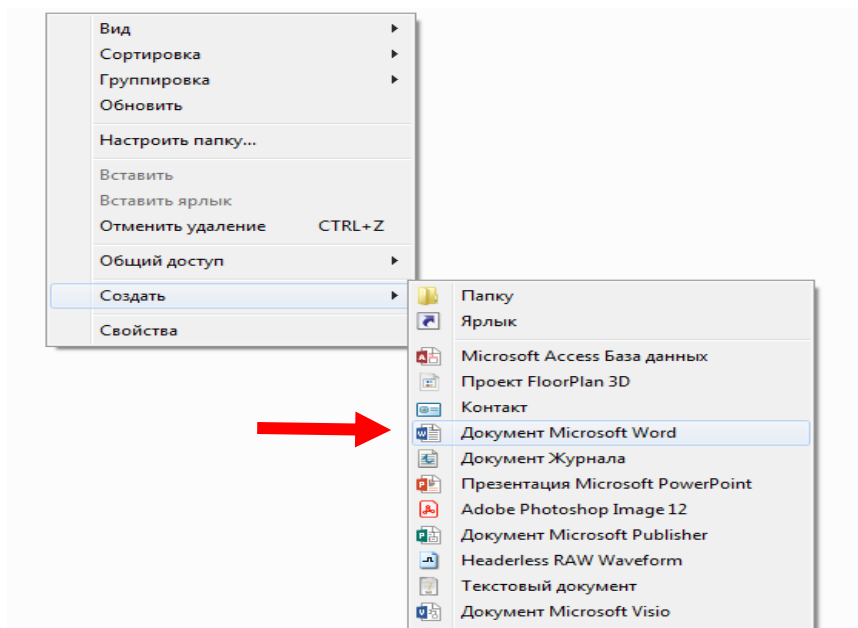 Вид
Сортировка
Группировка
Обновить
Настроить папку...
Вставить
Вставить ярлык
Отменить удаление CTRL+Z
Общий доступ
Создать
Свойства
Папку
Ярлык
Microsoft Access База данных
Проект FloorPlan 3D
Контакт
Документ Microsoft Word
Документ Журнала
Презентация Microsoft PowerPoint
Adobe Photoshop Image 12
Документ Microsoft Publisher
Headerless RAW Waveform
Текстовый документ
Документ Microsoft Visio